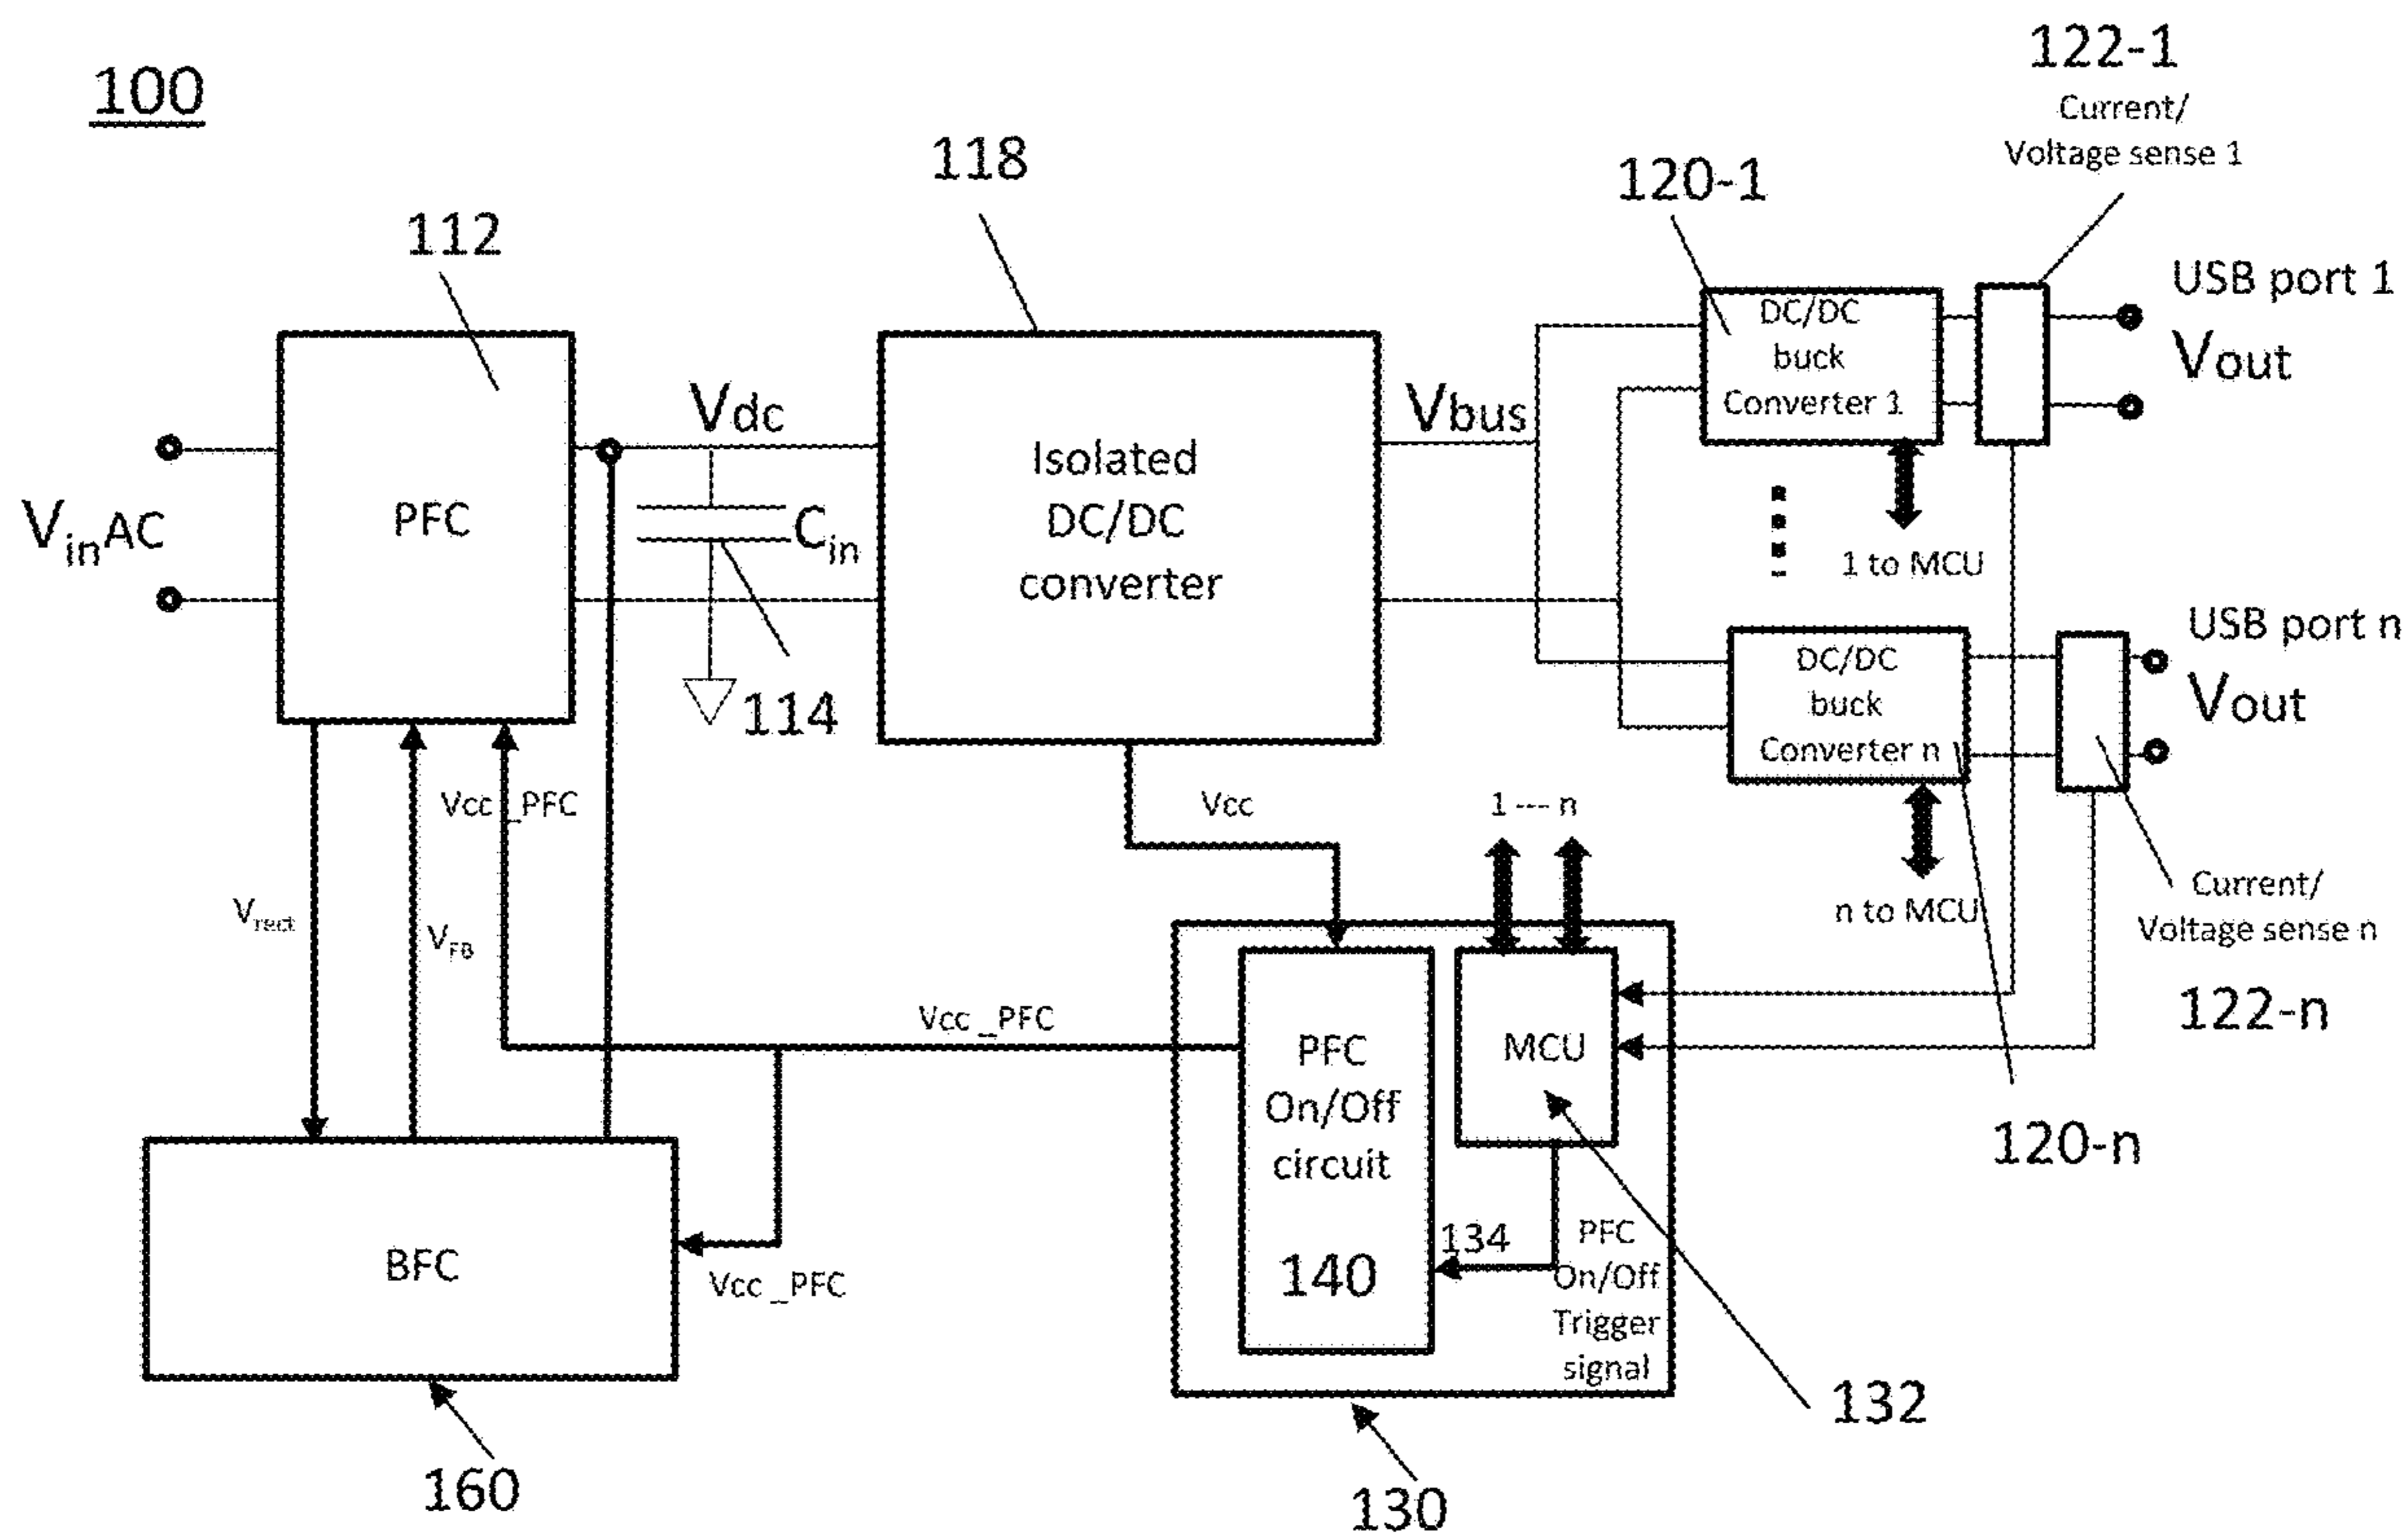 100
122-1
Current/
Voltage sense 1
118
120-1
112
USB port 1
Vout
DC/DC
buck
Converter 1
Vdc
Vbus
VinAC
PFC
Cin
Isolated
DC/DC
converter
1 to MCU
USB port n
Vout
DC/DC
buck
Converter n
114
Vcc _PFC
Vcc
1 --- n
Vrect
VFB
n to MCU
Current/
Voltage sense n
122-n
Vcc _PFC
PFC
On/Off
circuit
140
MCU
120-n
134
PFC
On/Off
Trigger
signal
BFC
Vcc _PFC
132
160
130